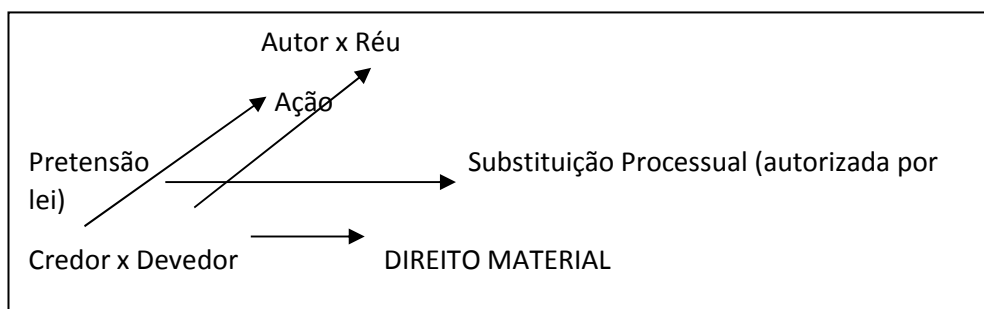 Autor x Réu
Ação
Pretensão Substituição Processual (autorizada por
lei)
Credor x Devedor DIREITO MATERIAL